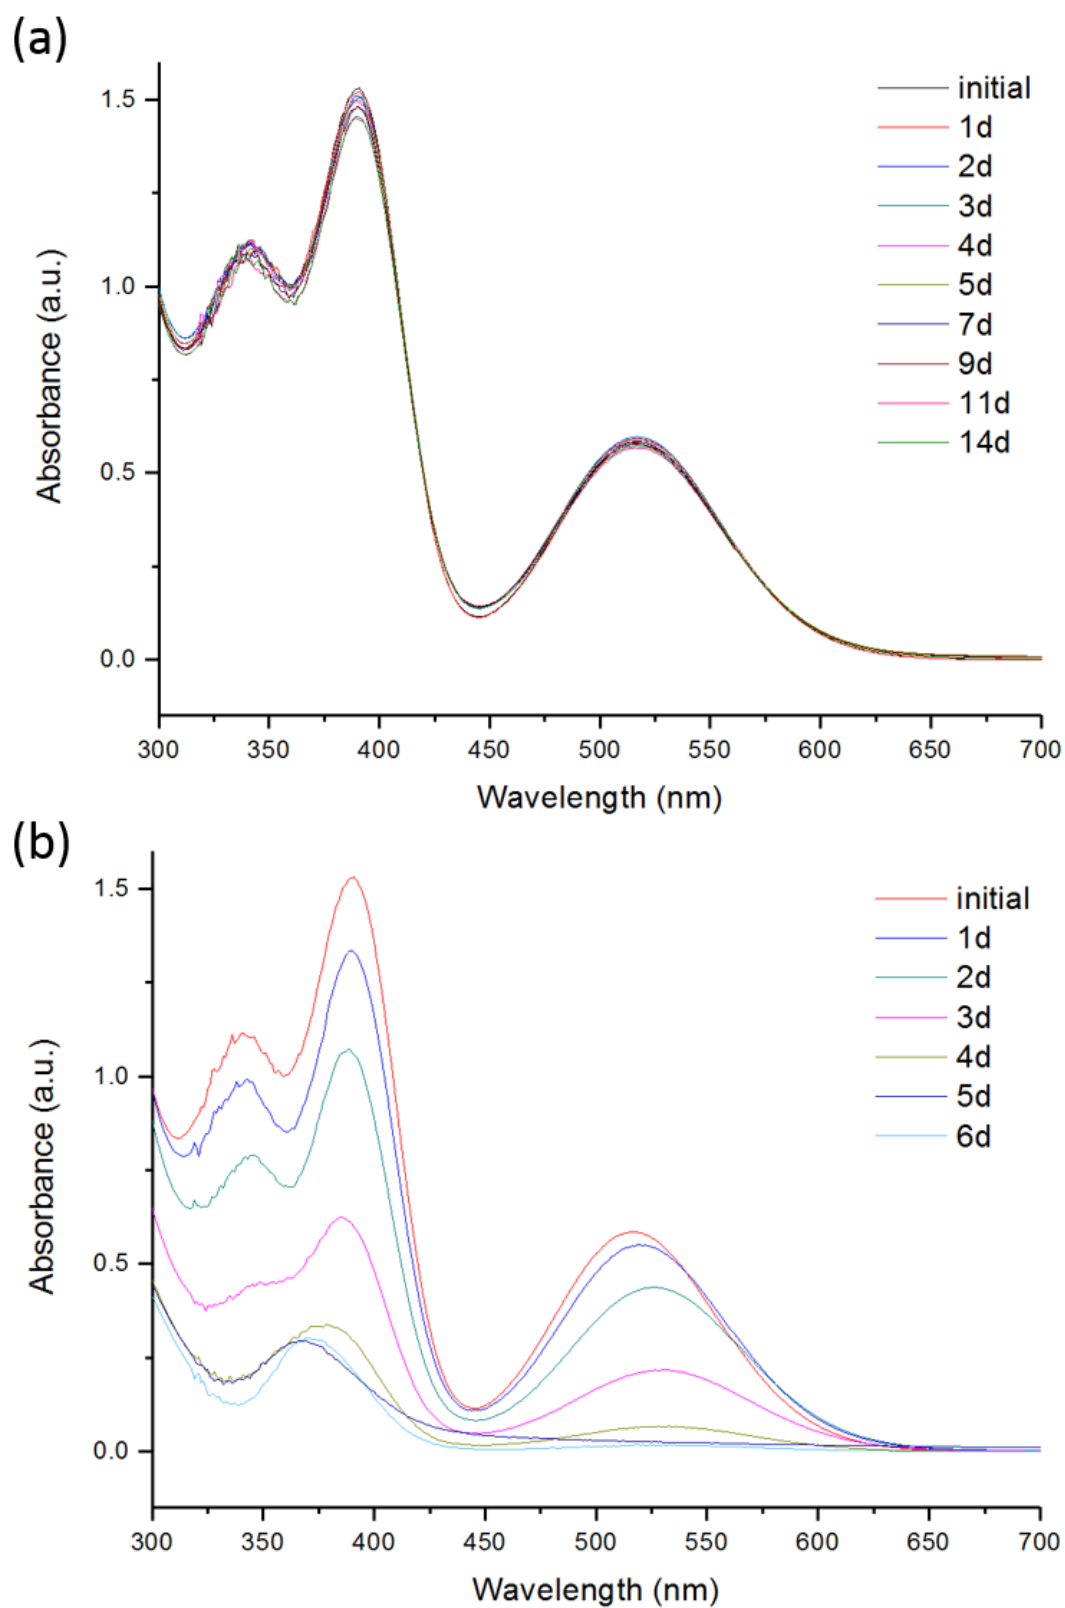 (a)
1.5
1.0
0.5
0.0
Absorbance (a.u.)
initial
1d
2d
3d
4d
5d
7d
9d
11d
14d
300 350 400 450 500 550 600 650 700
Wavelength (nm)
(b)
1.5
1.0
0.5
0.0
Absorbance (a.u.)
initial
1d
2d
3d
4d
5d
6d
300 350 400 450 500 550 600 650 700
Wavelength (nm)